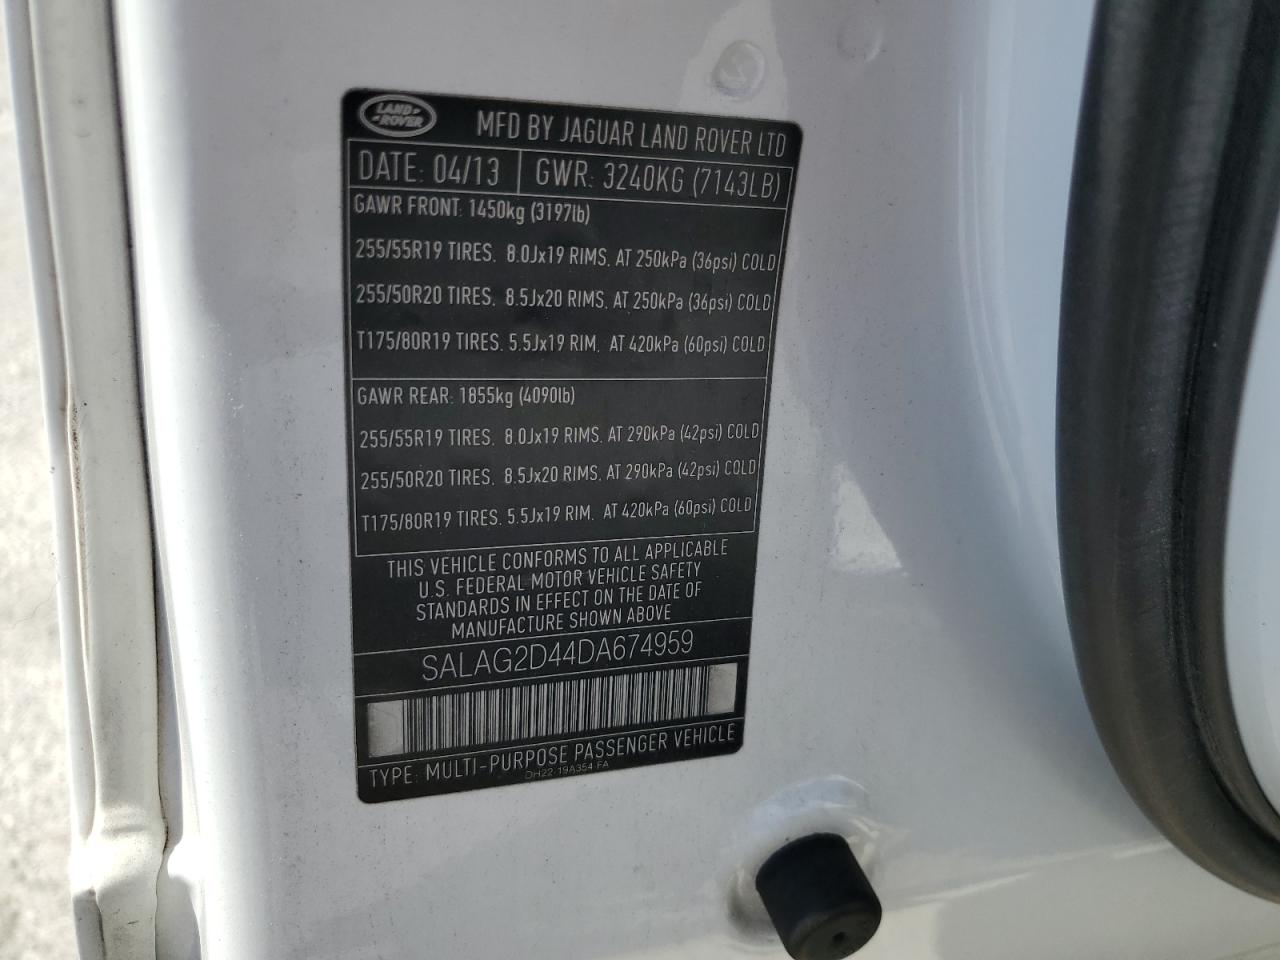 LAND-
-ROVER
MFD BY JAGUAR LAND ROVER LTD
DATE: 04/13 GWR: 3240KG (7143LB)
GAWR FRONT: 1450kg (3197lb)
255/55R19 TIRES. 8.0Jx19 RIMS. AT 250kPa (36psi) COLD
255/50R20 TIRES. 8.5Jx20 RIMS. AT 250kPa (36psi) COLD
T175/80R19 TIRES. 5.5Jx19 RIM. AT 420kPa (60psi) COLD
GAWR REAR: 1855kg (4090lb)
255/55R19 TIRES. 8.0Jx19 RIMS. AT 290kPa (42psi) COLD
255/50R20 TIRES. 8.5Jx20 RIMS. AT 290kPa (42psi) COLD
T175/80R19 TIRES. 5.5Jx19 RIM. AT 420kPa (60psi) COLD
THIS VEHICLE CONFORMS TO ALL APPLICABLE
U.S. FEDERAL MOTOR VEHICLE SAFETY
STANDARDS IN EFFECT ON THE DATE OF
MANUFACTURE SHOWN ABOVE
SALAG2D44DA674959
TYPE: MULTI-PURPOSE PASSENGER VEHICLE
DH22-19A354-FA